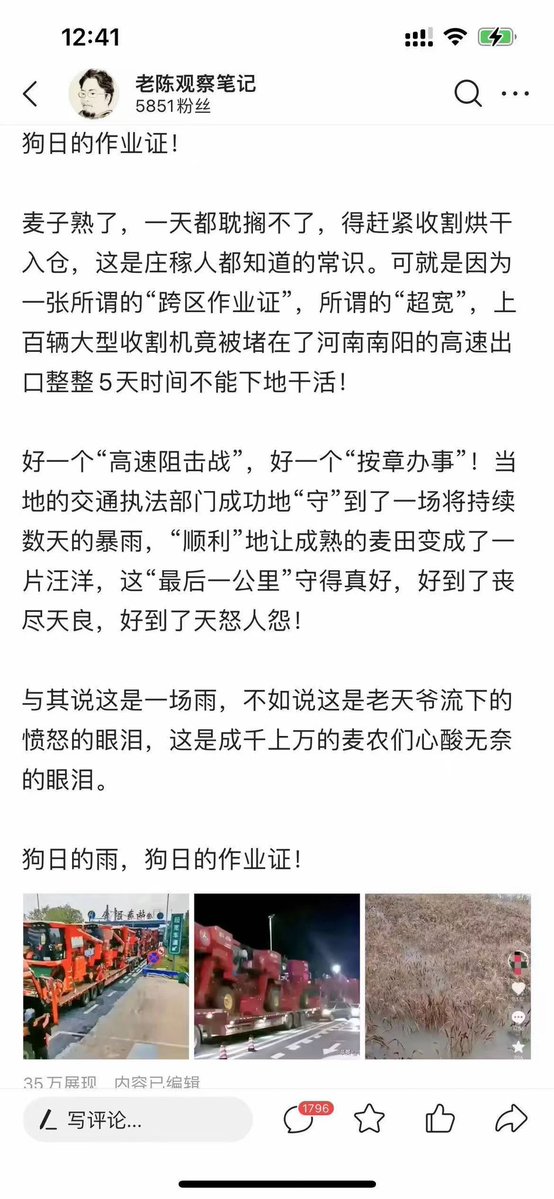 12:41
老陈观察笔记
5851粉丝
狗日的作业证！
麦子熟了，一天都耽搁不了，得赶紧收割烘干
入仓，这是庄稼人都知道的常识。可就是因为
一张所谓的“跨区作业证”，所谓的“超宽”，上
百辆大型收割机竟被堵在了河南南阳的高速出
口整整5天时间不能下地干活！
好一个“高速阻击战”，好一个“按章办事”！当
地的交通执法部门成功地“守”到了一场将持续
数天的暴雨，“顺利”地让成熟的麦田变成了一
片汪洋，这“最后一公里”守得真好，好到了丧
尽天良，好到了天怒人怨！
与其说这是一场雨，不如说这是老天爷流下的
愤怒的眼泪，这是成千上万的麦农们心酸无奈
的眼泪。
狗日的雨，狗日的作业证！
35万展现 内容已编辑
写评论...
1796